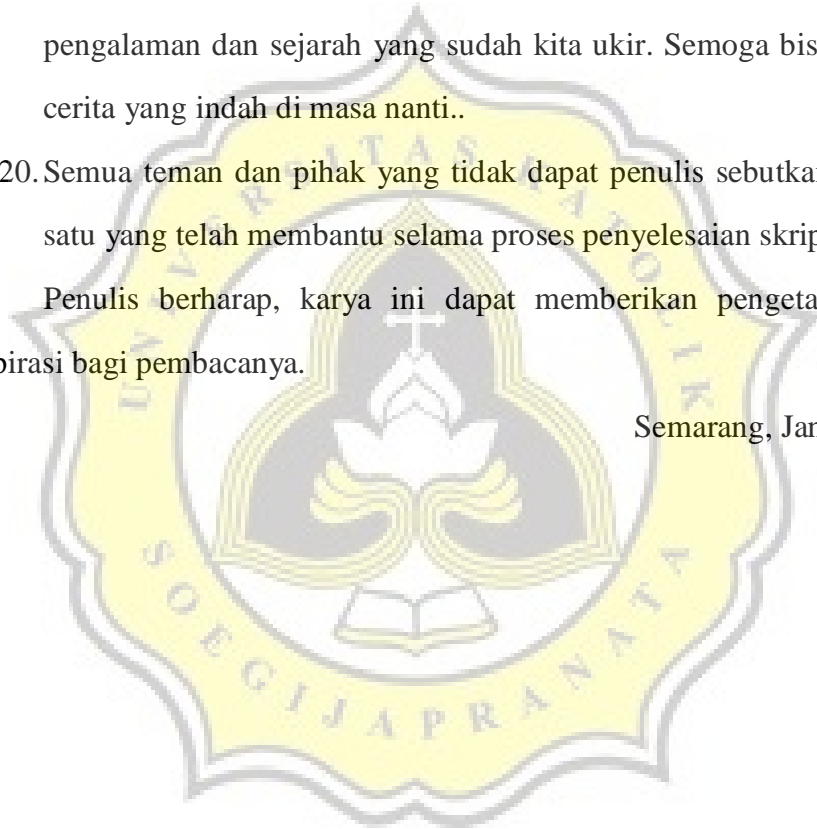 pengalaman dan sejarah yang sudah kita ukir. Semoga bis
cerita yang indah di masa nanti..
20. Semua teman dan pihak yang tidak dapat penulis sebutkan
satu yang telah membantu selama proses penyelesaian skrip
Penulis berharap, karya ini dapat memberikan pengeta
pirasi bagi pembacanya.
Semarang, Jan
UNIVERSITAS KATOLIK
SOEGIJAPRANATA